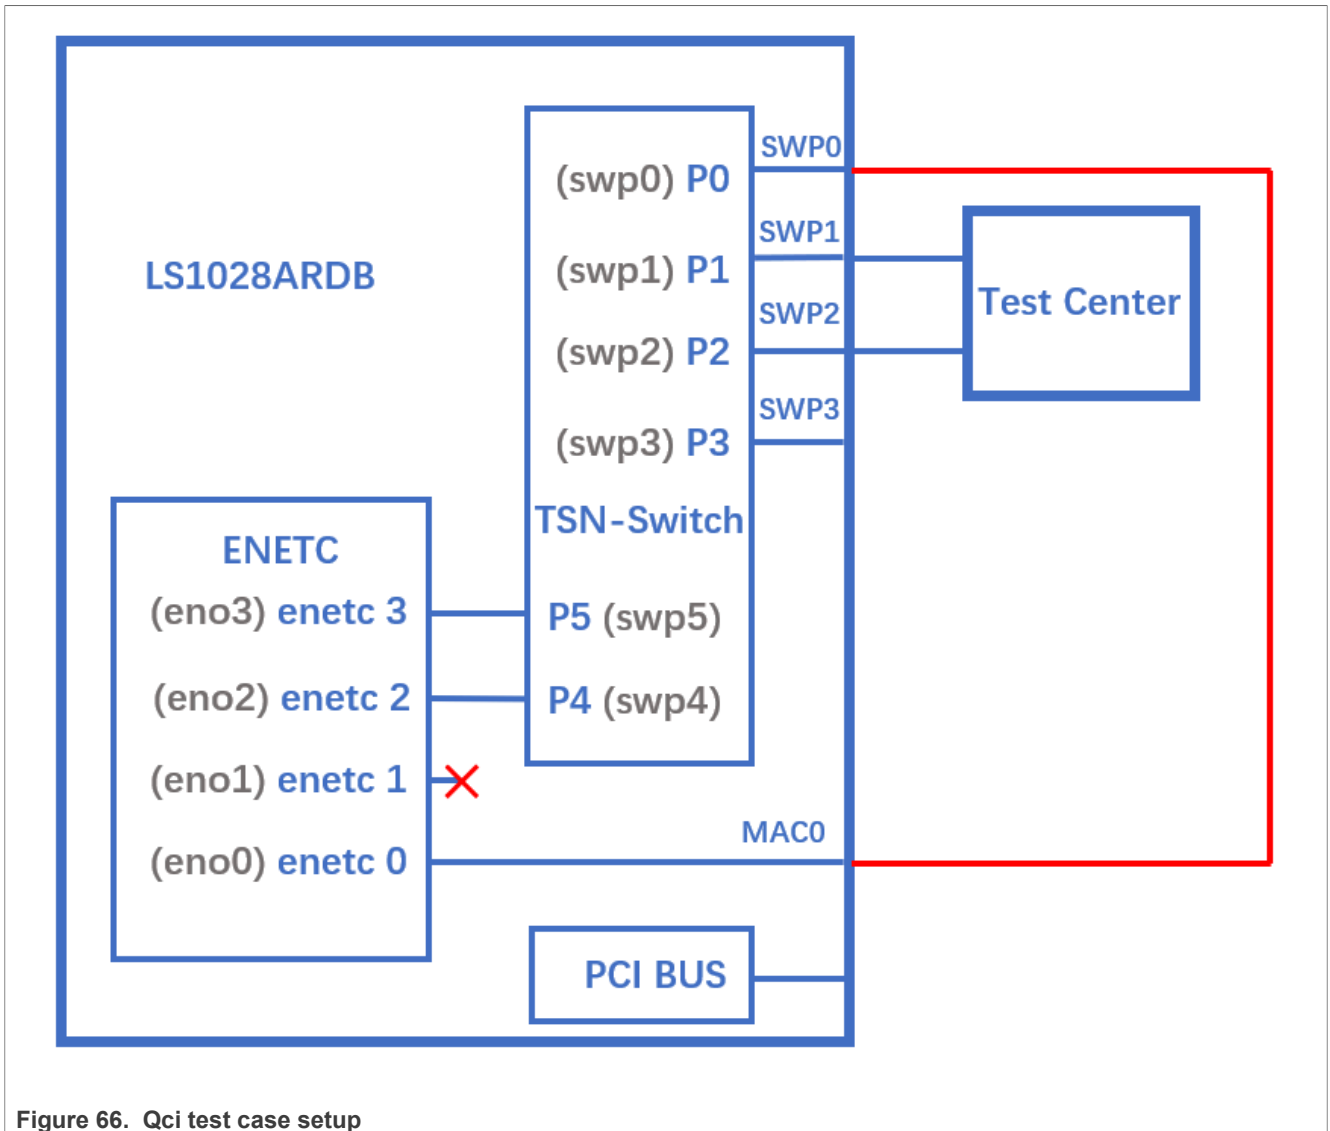 SWP0
(swp0) P0
SWP1
LS1028ARDB
(swp1) P1
Test Center
SWP2
(swp2) P2
SWP3
(swp3) P3
TSN-Switch
ENETC
(eno3) enetc 3
P5 (swp5)
(eno2) enetc 2
P4 (swp4)
(eno1) enetc 1
MAC0
(eno0) enetc 0
PCI BUS
Figure 66. Qci test case setup